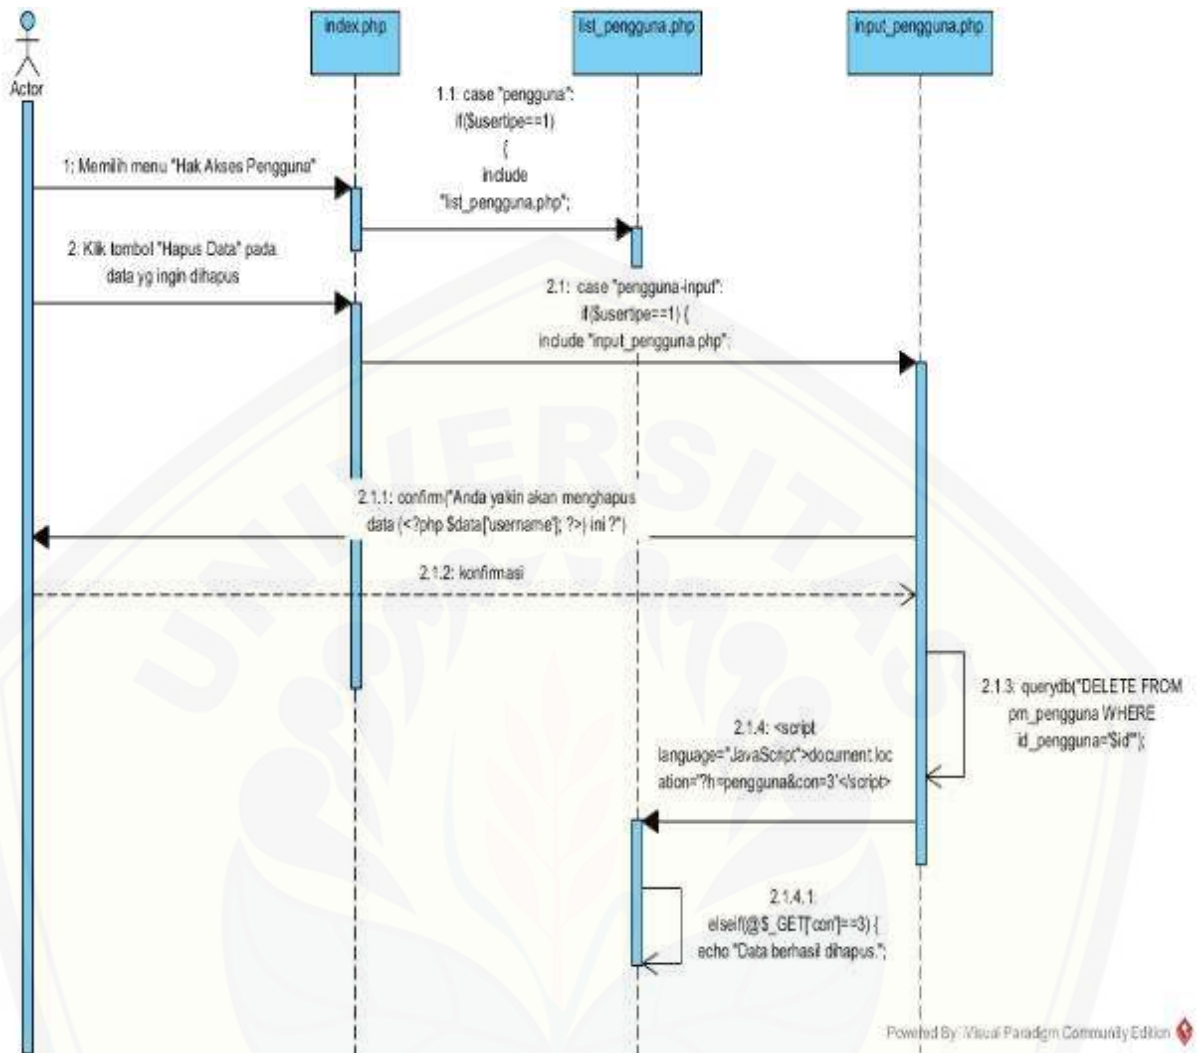 index.php
list_pengguna.php
input_pengguna.php
Actor
1.1: case "pengguna":
if($usertipe==1)
{
include
"list_pengguna.php";
1: Memilih menu "Hak Akses Pengguna"
2: Klik tombol "Hapus Data" pada
data yg ingin dihapus
2.1: case "pengguna-input":
if($usertipe==1) {
include "input_pengguna.php";
UNIVERSITAS
2.1.1: confirm("Anda yakin akan menghapus
data (<?php $data['username']; ?>) ini ?")
2.1.2: konfirmasi
2.1.3: querydb("DELETE FROM
pm_pengguna WHERE
id_pengguna='$id'");
2.1.4: <script
language="JavaScript">document.loc
ation='?h=pengguna&con=3'</script>
2.1.4.1:
elseif(@$_GET['con']==3) {
echo "Data berhasil dihapus.";
Powered By: Visual Paradigm Community Edition